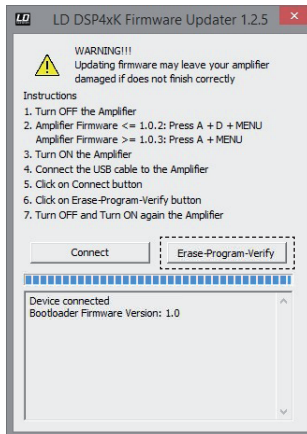 LD LD DSP4xK Firmware Updater 1.2.5
WARNING!!!
Updating firmware may leave your amplifier
damaged if does not finish correctly
Instructions
1. Turn OFF the Amplifier
2. Amplifier Firmware <= 1.0.2: Press A + D + MENU
Amplifier Firmware >= 1.0.3: Press A + MENU
3. Turn ON the Amplifier
4. Connect the USB cable to the Amplifier
5. Click on Connect button
6. Click on Erase-Program-Verify button
7. Turn OFF and Turn ON again the Amplifier
Connect Erase-Program-Verify
Device connected
Bootloader Firmware Version: 1.0